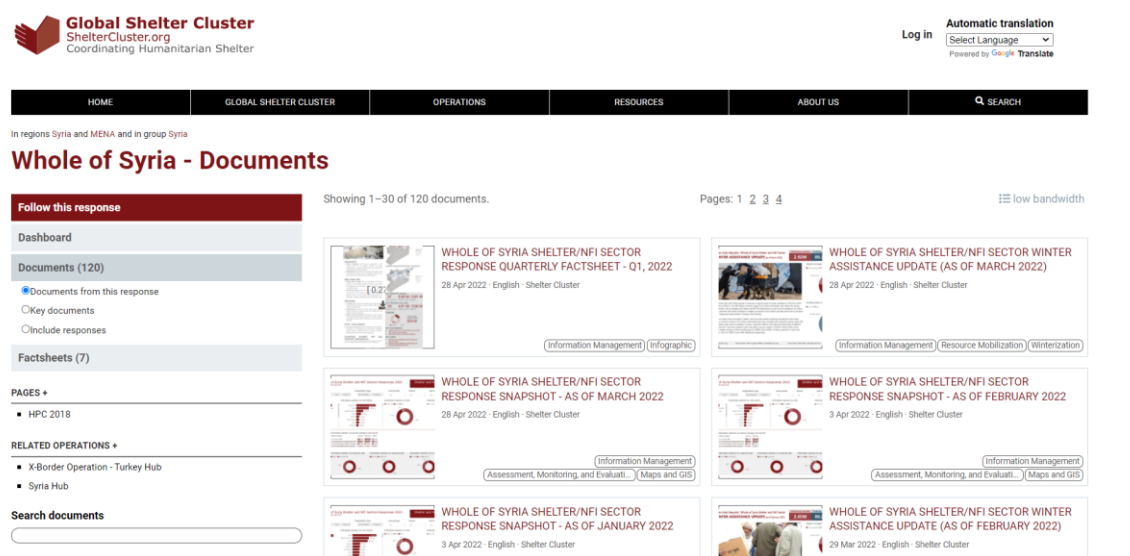 Global Shelter Cluster
ShelterCluster.org
Coordinating Humanitarian Shelter
Log in
Automatic translation
Select Language
Powered by Google Translate
HOME
GLOBAL SHELTER CLUSTER
OPERATIONS
RESOURCES
ABOUT US
SEARCH
In regions Syria and MENA and in group Syria
Whole of Syria - Documents
Follow this response
Dashboard
Documents (120)
Documents from this response
Key documents
Include responses
Factsheets (7)
PAGES +
HPC 2018
RELATED OPERATIONS +
X-Border Operation - Turkey Hub
Syria Hub
Search documents
Showing 1–30 of 120 documents.
Pages: 1 2 3 4
low bandwidth
WHOLE OF SYRIA SHELTER/NFI SECTOR
RESPONSE QUARTERLY FACTSHEET - Q1, 2022
28 Apr 2022 · English · Shelter Cluster
Information Management
Infographic
WHOLE OF SYRIA SHELTER/NFI SECTOR WINTER
ASSISTANCE UPDATE (AS OF MARCH 2022)
28 Apr 2022 · English · Shelter Cluster
Information Management
Resource Mobilization
Winterization
WHOLE OF SYRIA SHELTER/NFI SECTOR
RESPONSE SNAPSHOT - AS OF MARCH 2022
28 Apr 2022 · English · Shelter Cluster
Information Management
Assessment, Monitoring, and Evaluati...
Maps and GIS
WHOLE OF SYRIA SHELTER/NFI SECTOR
RESPONSE SNAPSHOT - AS OF FEBRUARY 2022
3 Apr 2022 · English · Shelter Cluster
Information Management
Assessment, Monitoring, and Evaluati...
Maps and GIS
WHOLE OF SYRIA SHELTER/NFI SECTOR
RESPONSE SNAPSHOT - AS OF JANUARY 2022
3 Apr 2022 · English · Shelter Cluster
WHOLE OF SYRIA SHELTER/NFI SECTOR WINTER
ASSISTANCE UPDATE (AS OF FEBRUARY 2022)
29 Mar 2022 · English · Shelter Cluster